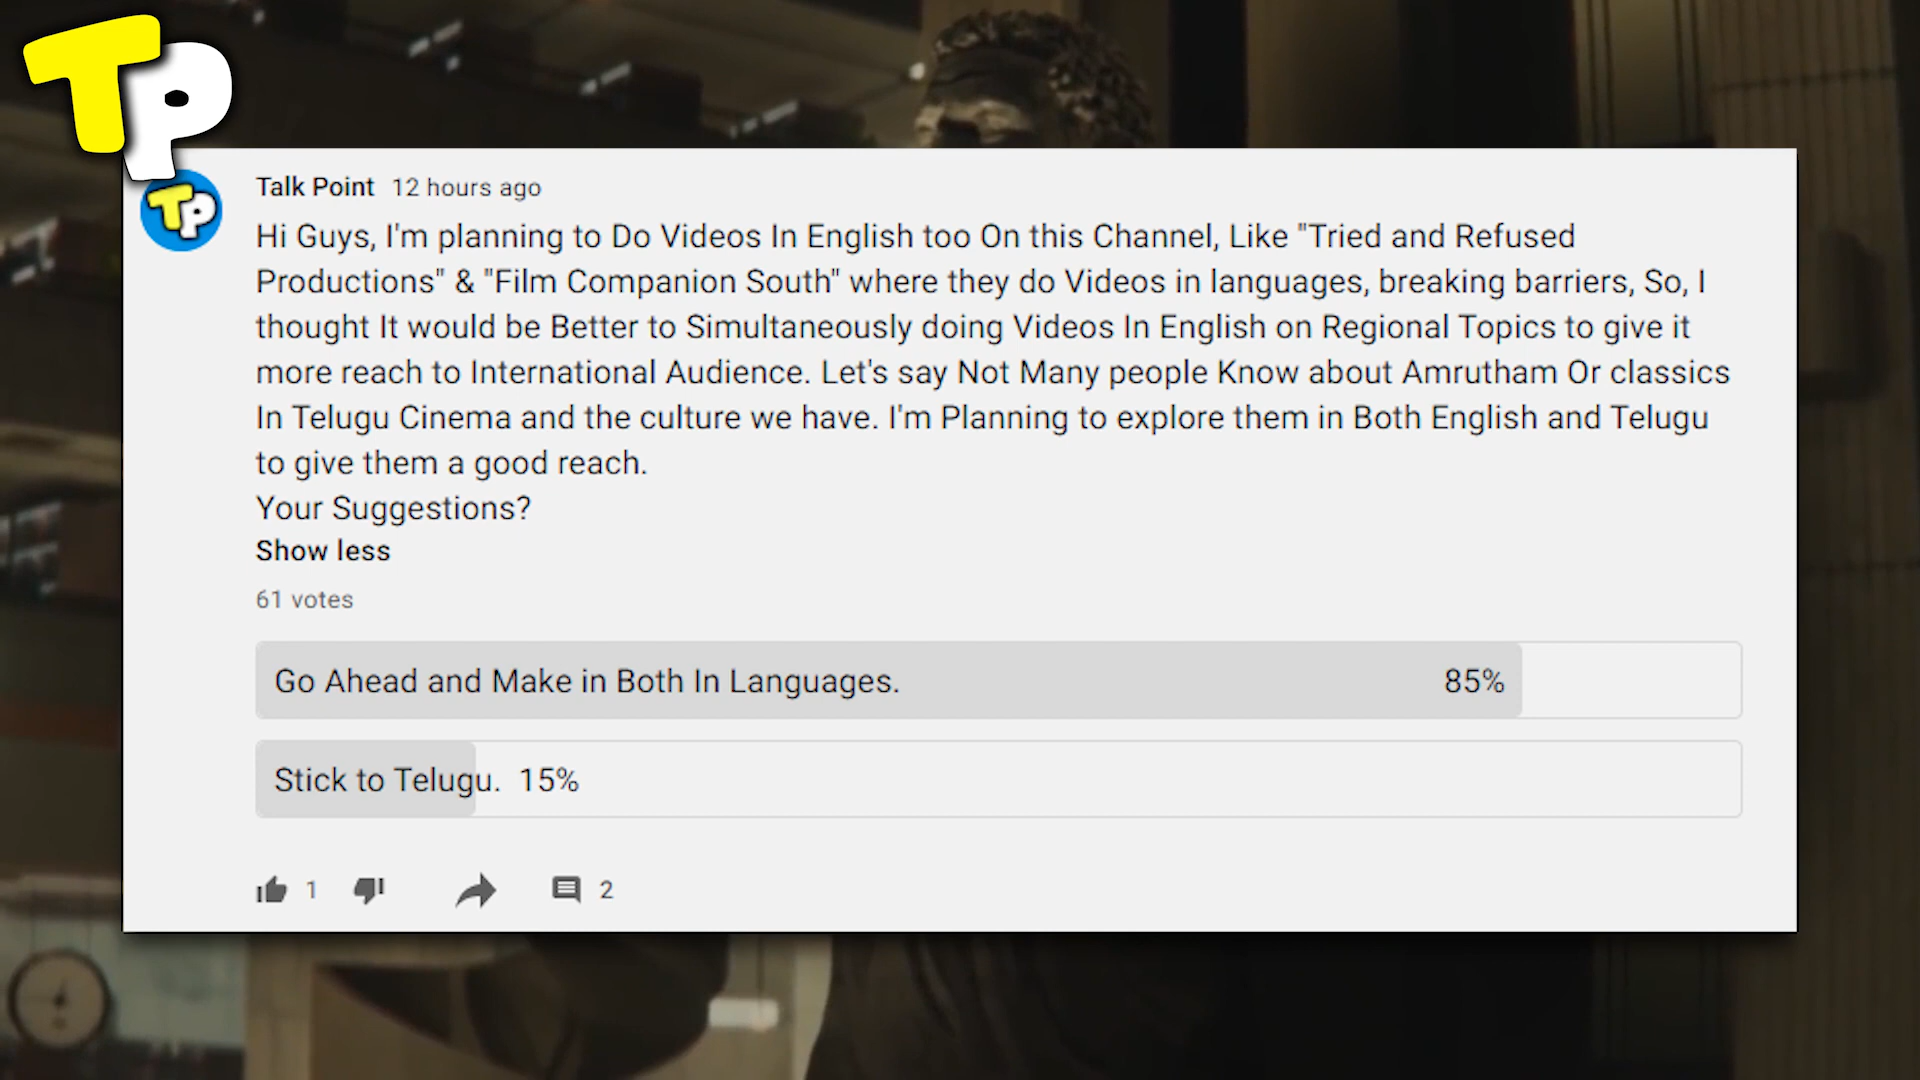 TP
TP
Talk Point 12 hours ago
Hi Guys, I'm planning to Do Videos In English too On this Channel, Like "Tried and Refused
Productions" & "Film Companion South" where they do Videos in languages, breaking barriers, So, I
thought It would be Better to Simultaneously doing Videos In English on Regional Topics to give it
more reach to International Audience. Let's say Not Many people Know about Amrutham Or classics
In Telugu Cinema and the culture we have. I'm Planning to explore them in Both English and Telugu
to give them a good reach.
Your Suggestions?
Show less
61 votes
Go Ahead and Make in Both In Languages. 85%
Stick to Telugu. 15%
1 2